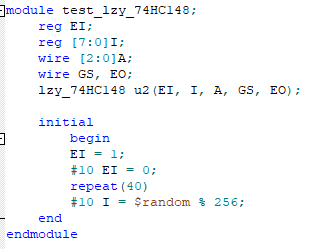 module test_lzy_74HC148;
reg EI;
reg [7:0]I;
wire [2:0]A;
wire GS, EO;
lzy_74HC148 u2(EI, I, A, GS, EO);
initial
begin
EI = 1;
#10 EI = 0;
repeat(40)
#10 I = $random % 256;
end
endmodule